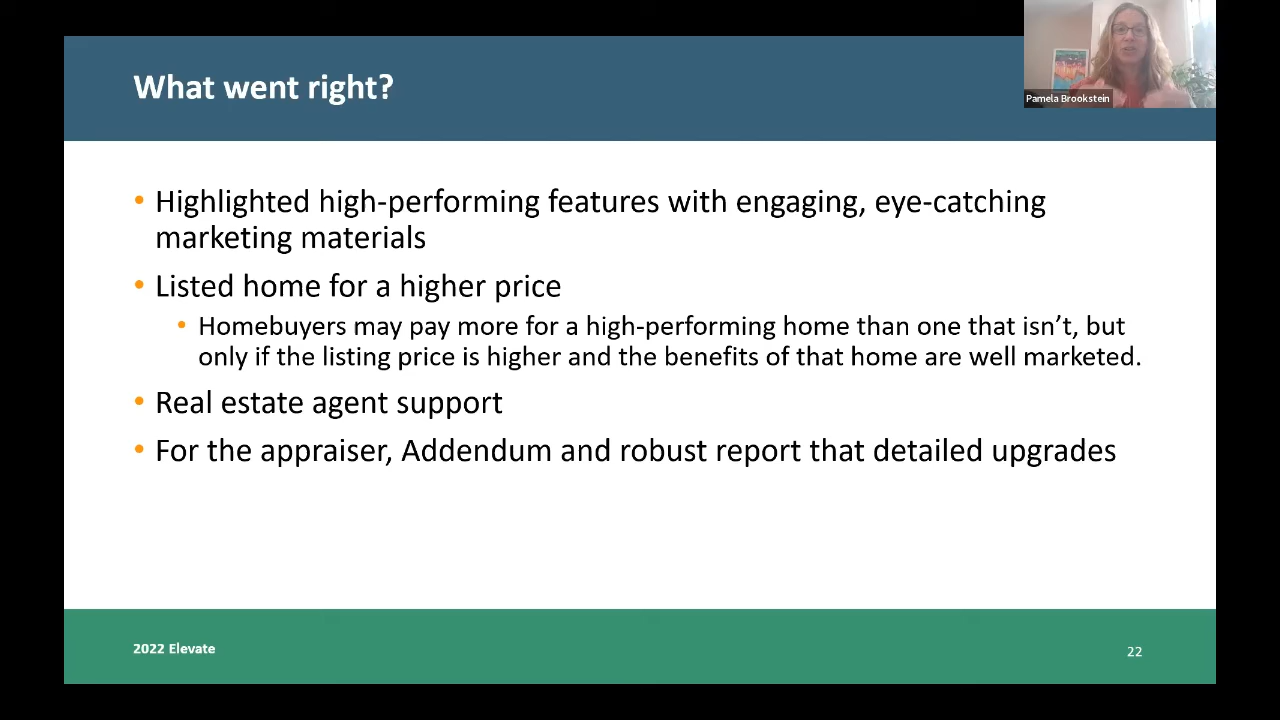 What went right?
Pamela Brookstein
• Highlighted high-performing features with engaging, eye-catching
marketing materials
• Listed home for a higher price
• Homebuyers may pay more for a high-performing home than one that isn’t, but
only if the listing price is higher and the benefits of that home are well marketed.
• Real estate agent support
• For the appraiser, Addendum and robust report that detailed upgrades
2022 Elevate
22